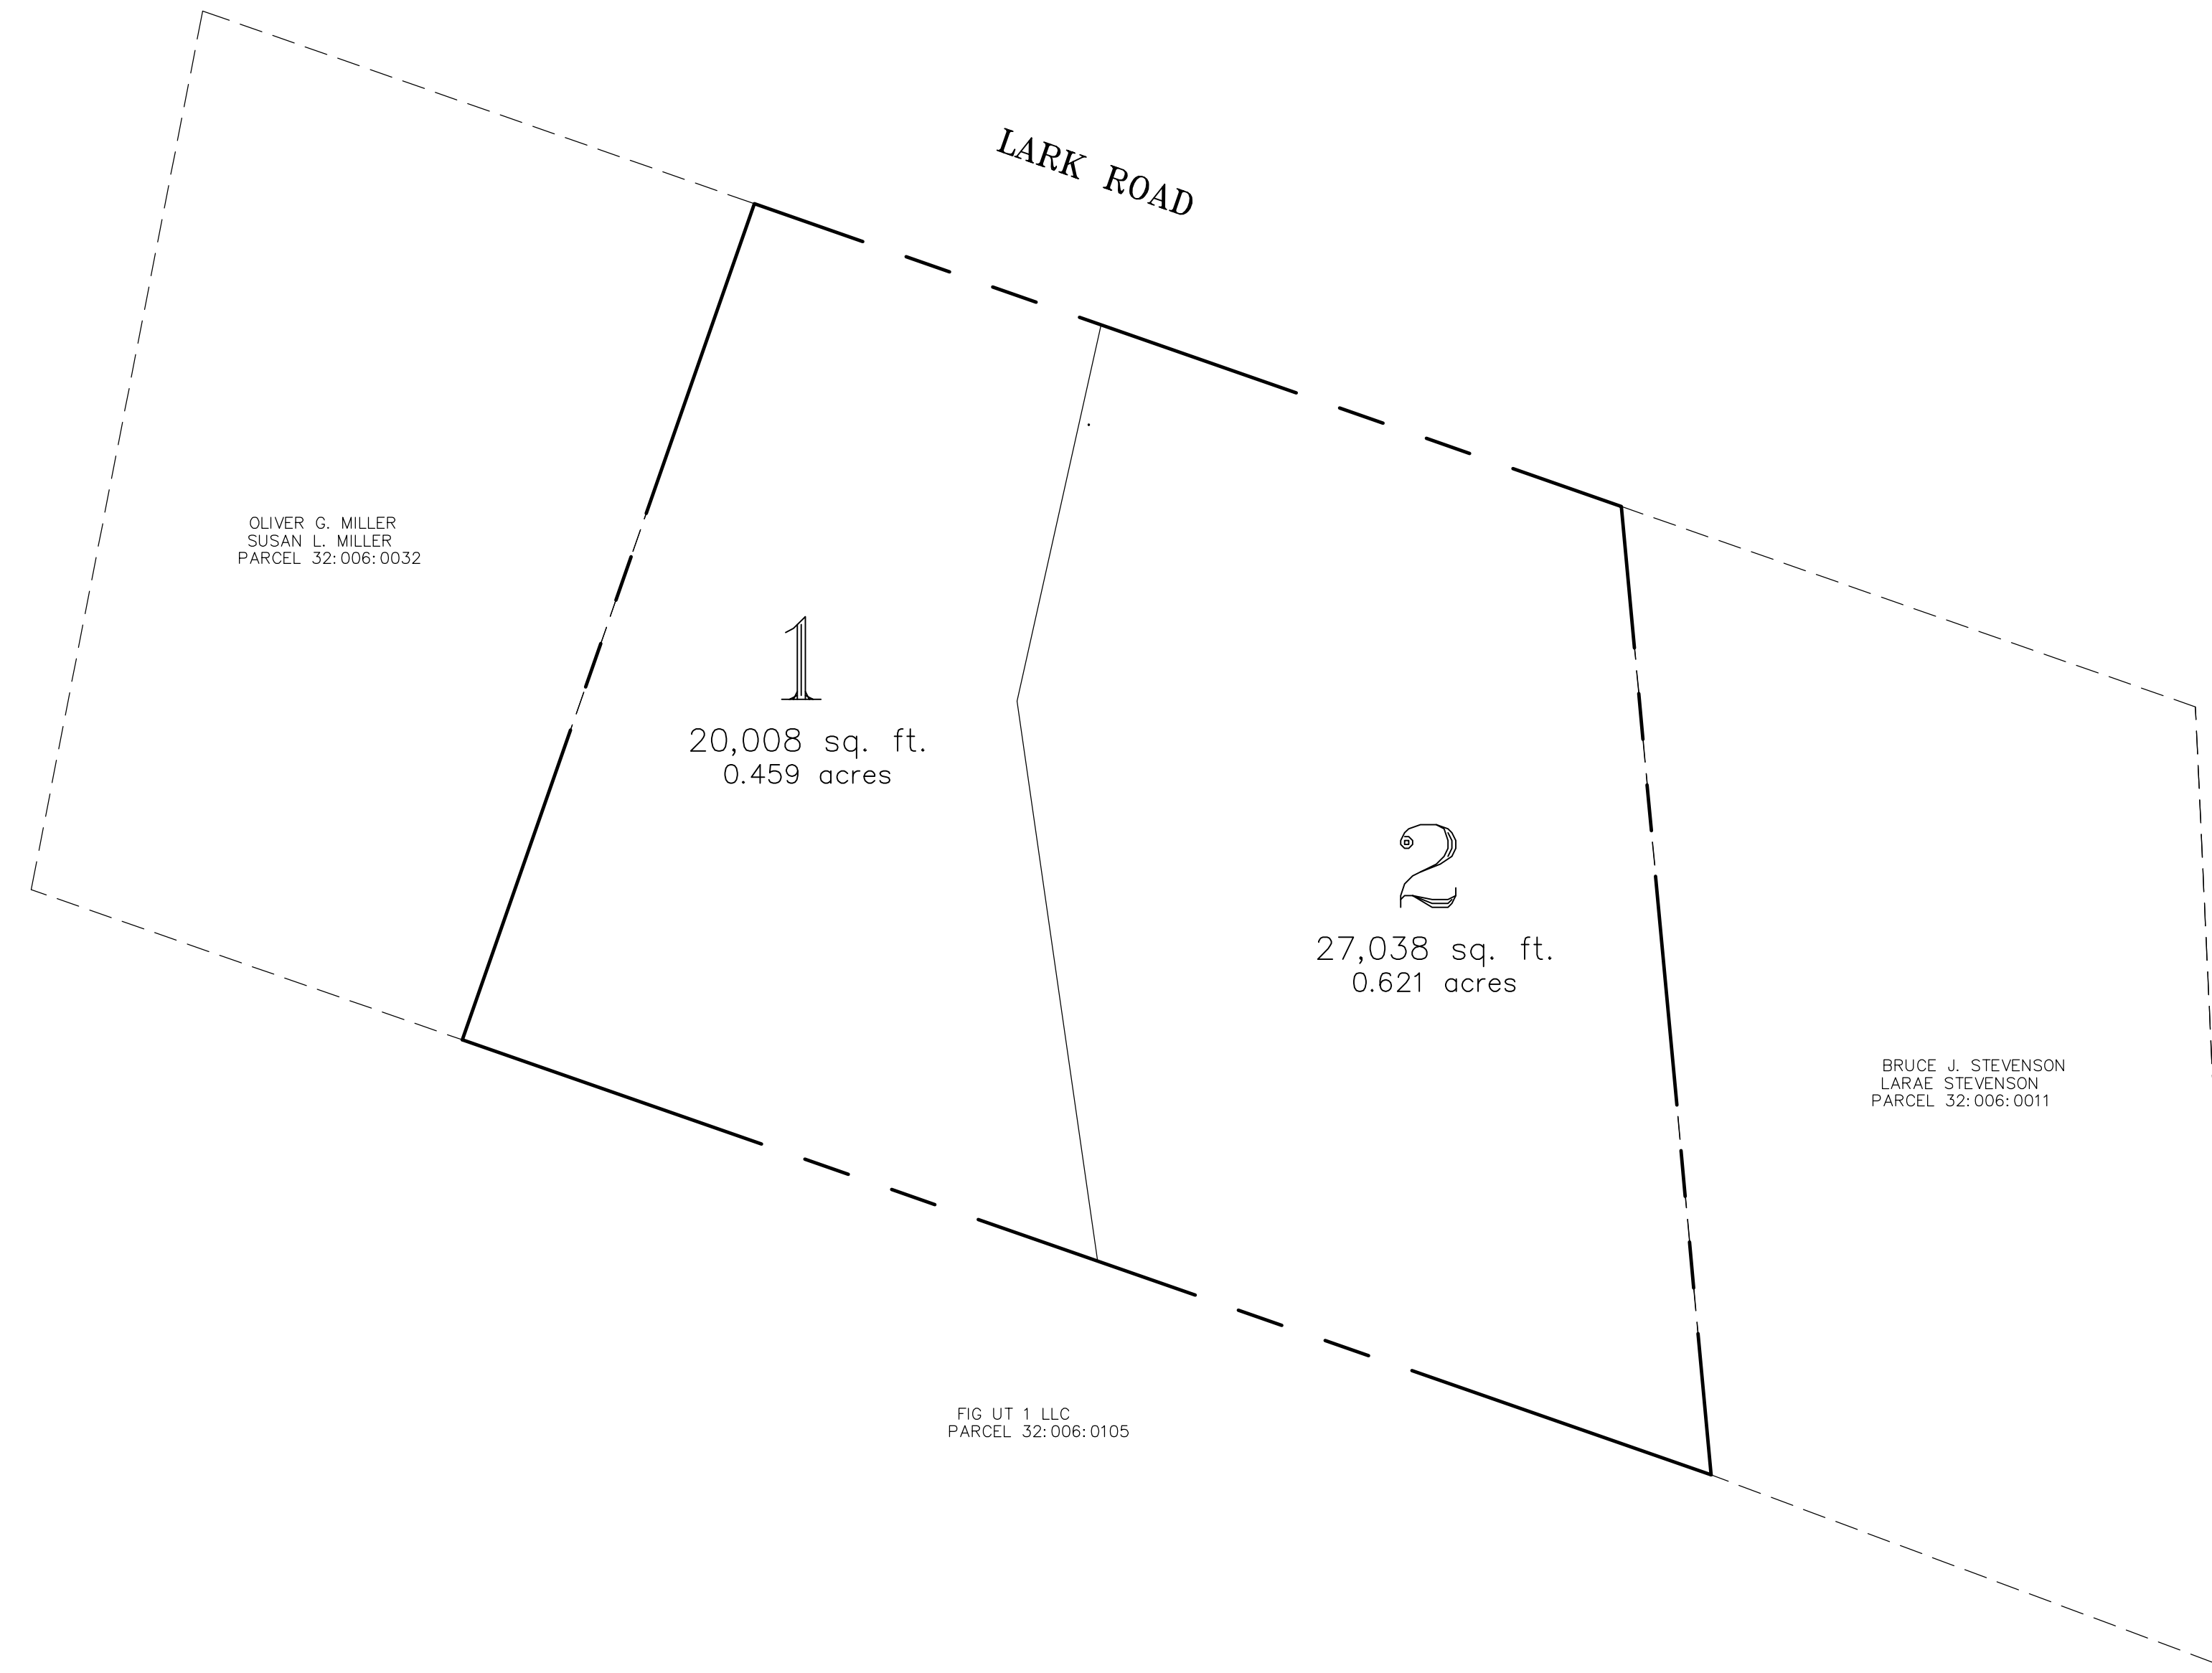 LARK ROAD
OLIVER G. MILLER
SUSAN L. MILLER
PARCEL 32:006:0032
1
20,008 sq. ft.
0.459 acres
2
27,038 sq. ft.
0.621 acres
BRUCE J. STEVENSON
LARAE STEVENSON
PARCEL 32:006:0011
FIG UT 1 LLC
PARCEL 32:006:0105